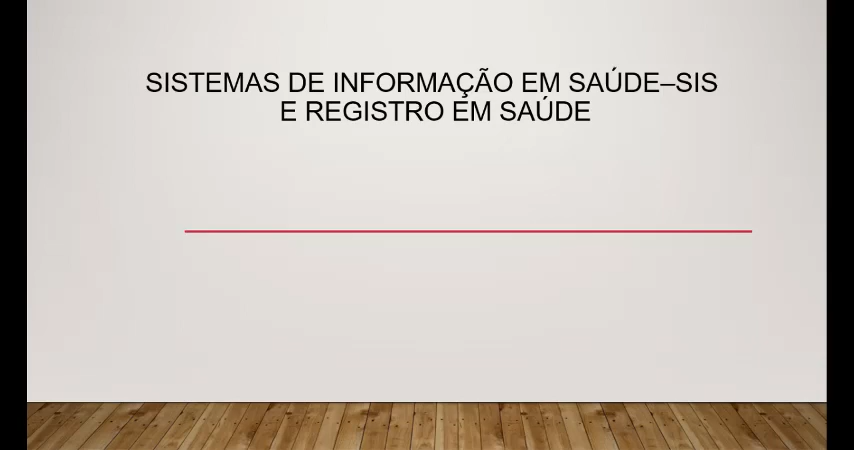 SISTEMAS DE INFORMAÇÃO EM SAÚDE–SIS
E REGISTRO EM SAÚDE